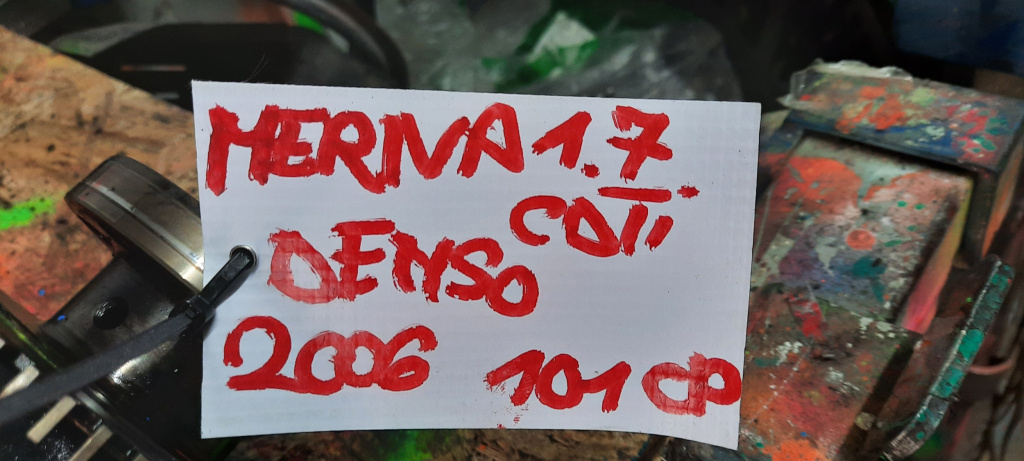 MERIVA 1.7
CDTi
DENSO
2006 101 CP